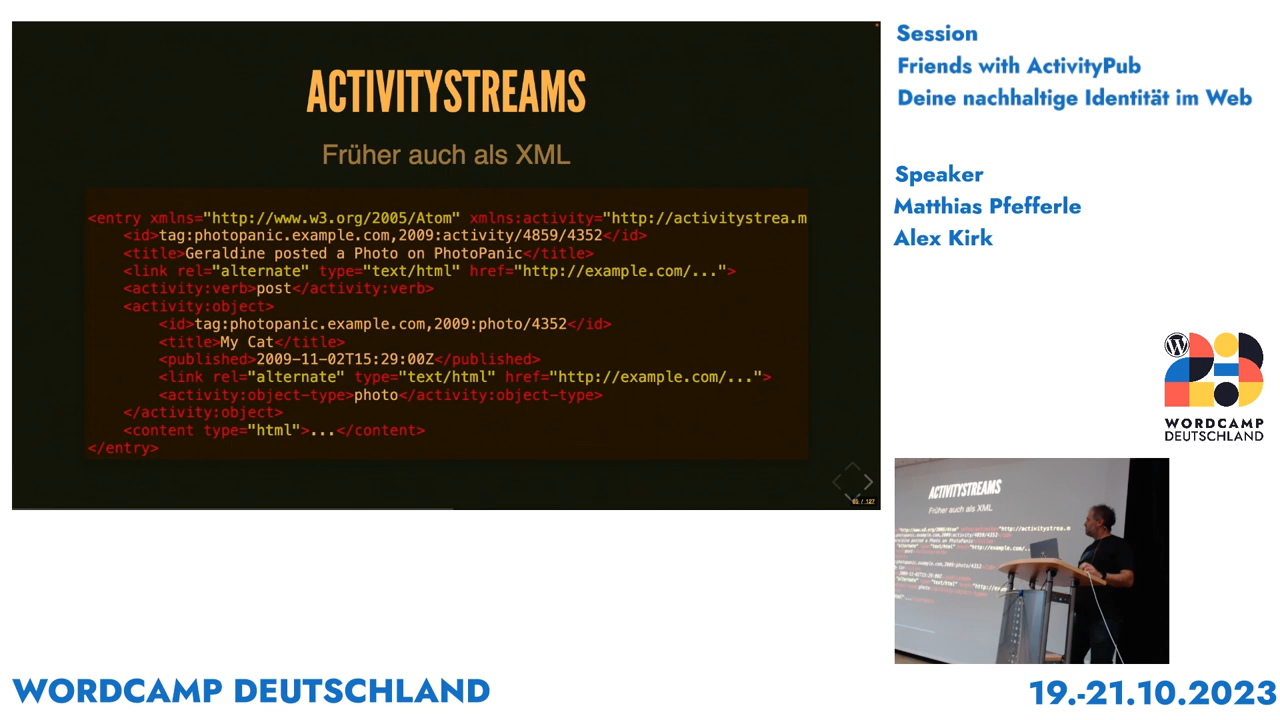 ACTIVITYSTREAMS
Früher auch als XML
<entry xmlns="http://www.w3.org/2005/Atom" xmlns:activity="http://activitystrea.m
<id>tag:photopanic.example.com,2009:activity/4859/4352</id>
<title>Geraldine posted a Photo on PhotoPanic</title>
<link rel="alternate" type="text/html" href="http://example.com/...">
<activity:verb>post</activity:verb>
<activity:object>
<id>tag:photopanic.example.com,2009:photo/4352</id>
<title>My Cat</title>
<published>2009-11-02T15:29:00Z</published>
<link rel="alternate" type="text/html" href="http://example.com/...">
<activity:object-type>photo</activity:object-type>
</activity:object>
<content type="html">...</content>
</entry>
Session
Friends with ActivityPub
Deine nachhaltige Identität im Web
Speaker
Matthias Pfefferle
Alex Kirk
WORDCAMP
DEUTSCHLAND
ACTIVITYSTREAMS
Früher auch als XML
WORDCAMP DEUTSCHLAND
19.-21.10.2023